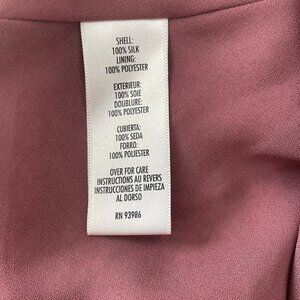 SHELL:
100% SILK
LINING:
100% POLYESTER
EXTERIEUR:
100% SOIE
DOUBLURE:
100% POLYESTER
CUBIERTA:
100% SEDA
FORRO:
100% POLIESTER
OVER FOR CARE
INSTRUCTIONS AU REVERS
INSTRUCCIONES DE IMPIEZA
AL DORSO
RN 93986